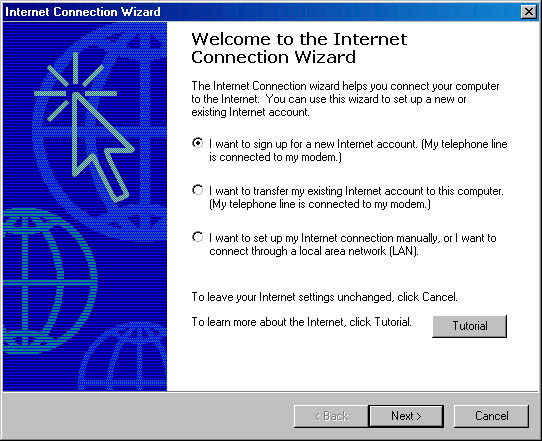 Internet Connection Wizard
Welcome to the Internet
Connection Wizard
The Internet Connection wizard helps you connect your computer
to the Internet.  You can use this wizard to set up a new or
existing Internet account.
I want to sign up for a new Internet account. (My telephone line
is connected to my modem.)
I want to transfer my existing Internet account to this computer.
(My telephone line is connected to my modem.)
I want to set up my Internet connection manually, or I want to
connect through a local area network (LAN).
To leave your Internet settings unchanged, click Cancel.
To learn more about the Internet, click Tutorial.
Tutorial
< Back
Next >
Cancel